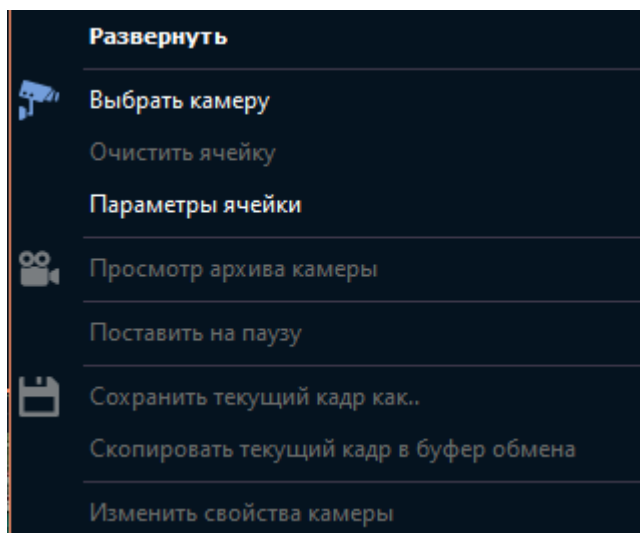 Развернуть
Выбрать камеру
Очистить ячейку
Параметры ячейки
Просмотр архива камеры
Поставить на паузу
Сохранить текущий кадр как..
Скопировать текущий кадр в буфер обмена
Изменить свойства камеры